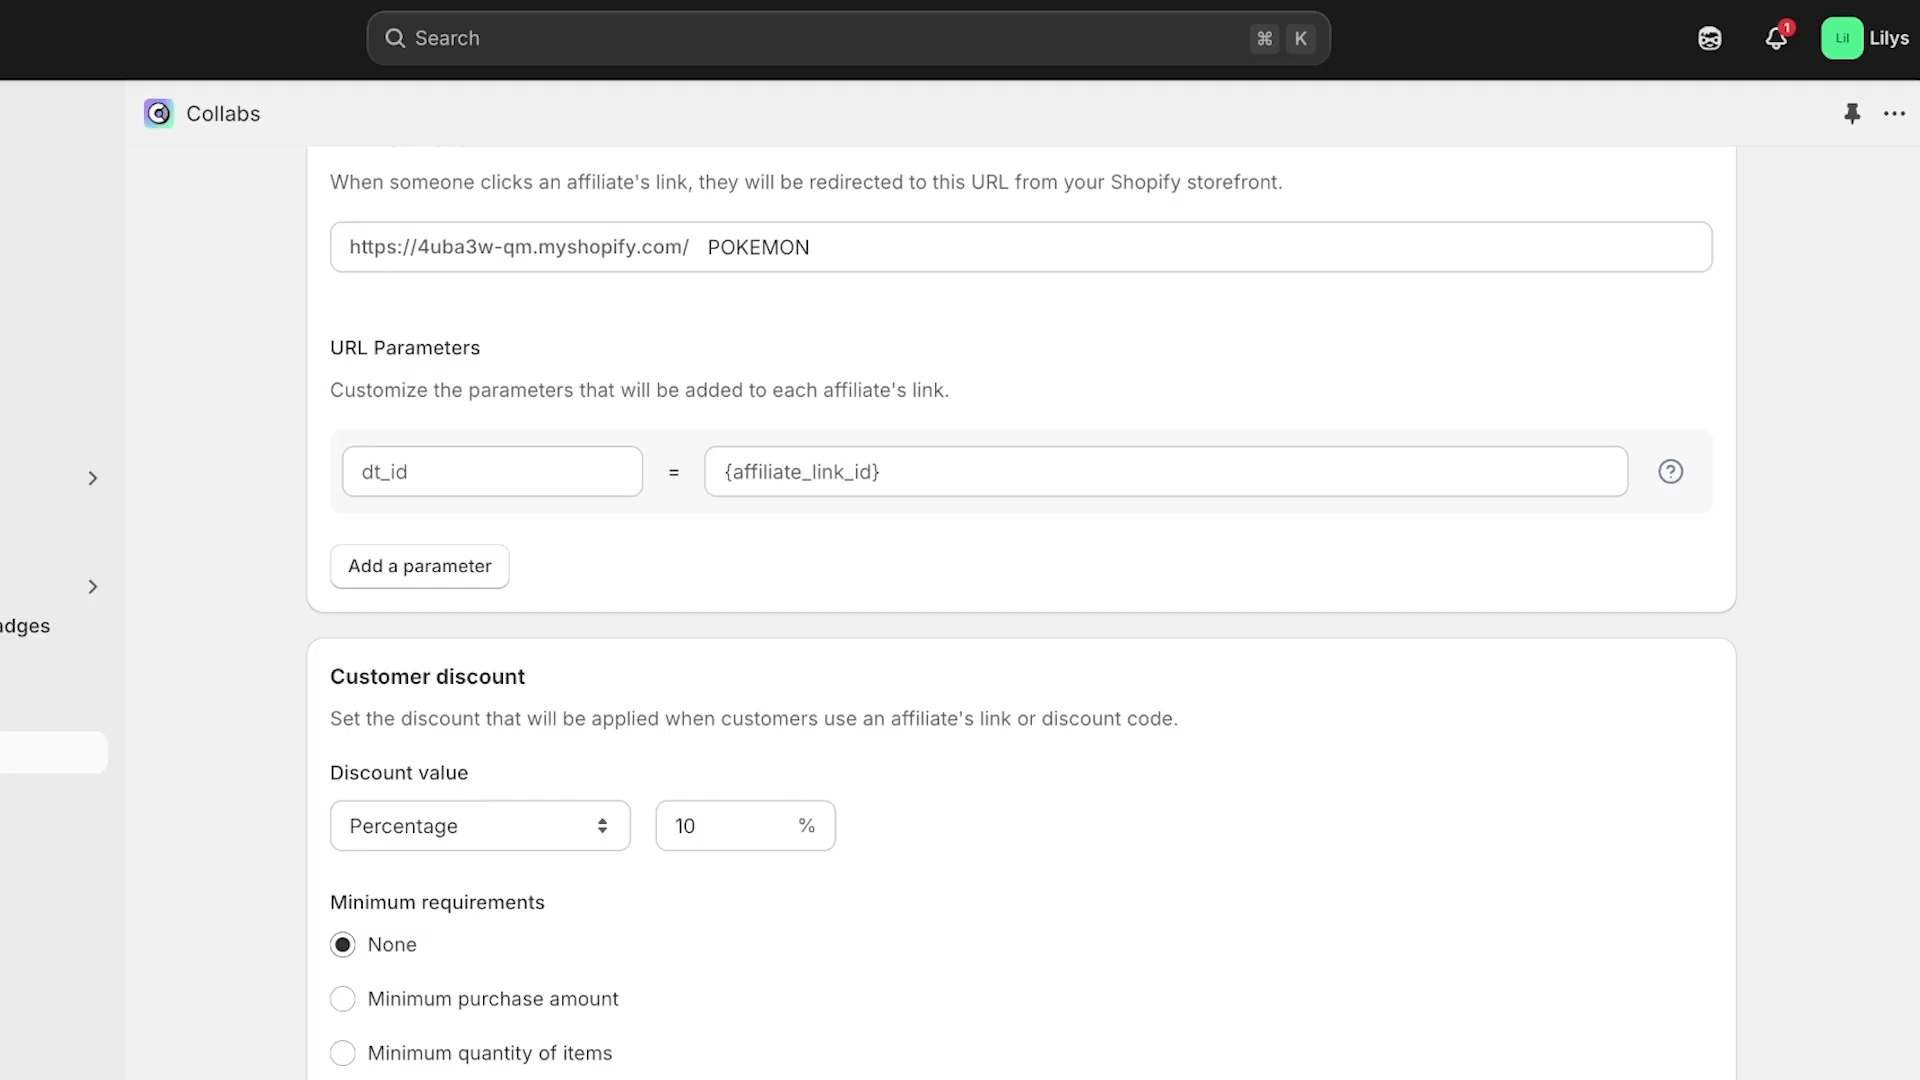 Search
⌘ K
1
Lil
Lilys
Collabs
When someone clicks an affiliate's link, they will be redirected to this URL from your Shopify storefront.
https://4uba3w-qm.myshopify.com/ POKEMON
URL Parameters
Customize the parameters that will be added to each affiliate's link.
dt_id = {affiliate_link_id}
Add a parameter
adges
Customer discount
Set the discount that will be applied when customers use an affiliate's link or discount code.
Discount value
Percentage 10 %
Minimum requirements
None
Minimum purchase amount
Minimum quantity of items